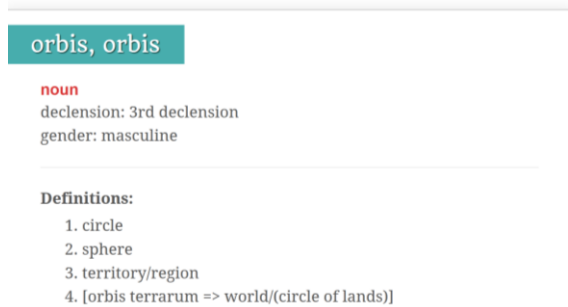 orbis, orbis
noun
declension: 3rd declension
gender: masculine
Definitions:
1. circle
2. sphere
3. territory/region
4. [orbis terrarum => world/(circle of lands)]